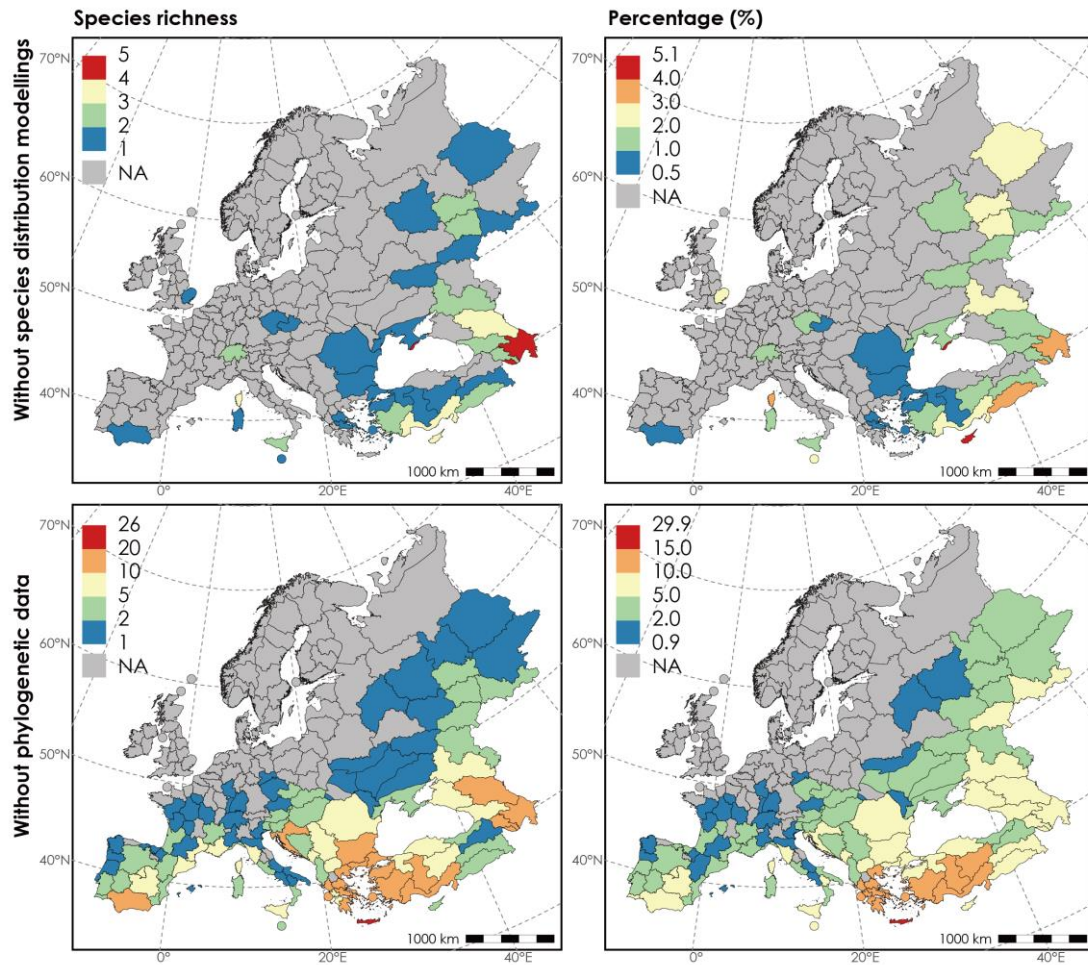 Species richness
Percentage (%)
Without species distribution modellings
70°N
60°N
50°N
40°N
5
4
3
2
1
NA
1000 km
0°
20°E
40°E
70°N
60°N
50°N
40°N
5.1
4.0
3.0
2.0
1.0
0.5
NA
1000 km
0°
20°E
40°E
Without phylogenetic data
70°N
60°N
50°N
40°N
26
20
10
5
2
1
NA
1000 km
0°
20°E
40°E
70°N
60°N
50°N
40°N
29.9
15.0
10.0
5.0
2.0
0.9
NA
1000 km
0°
20°E
40°E